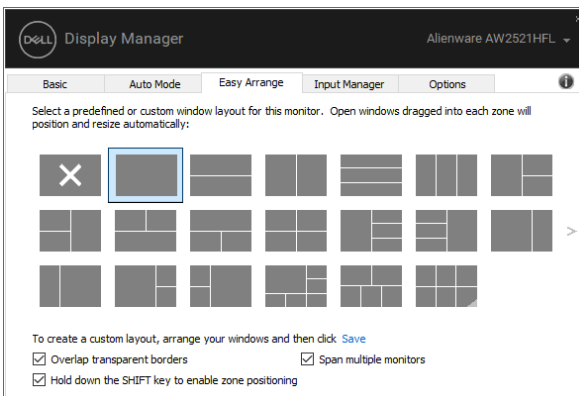 DELL Display Manager
Alienware AW2521HFL
Basic
Auto Mode
Easy Arrange
Input Manager
Options
Select a predefined or custom window layout for this monitor. Open windows dragged into each zone will
position and resize automatically:
To create a custom layout, arrange your windows and then click Save
Overlap transparent borders
Span multiple monitors
Hold down the SHIFT key to enable zone positioning